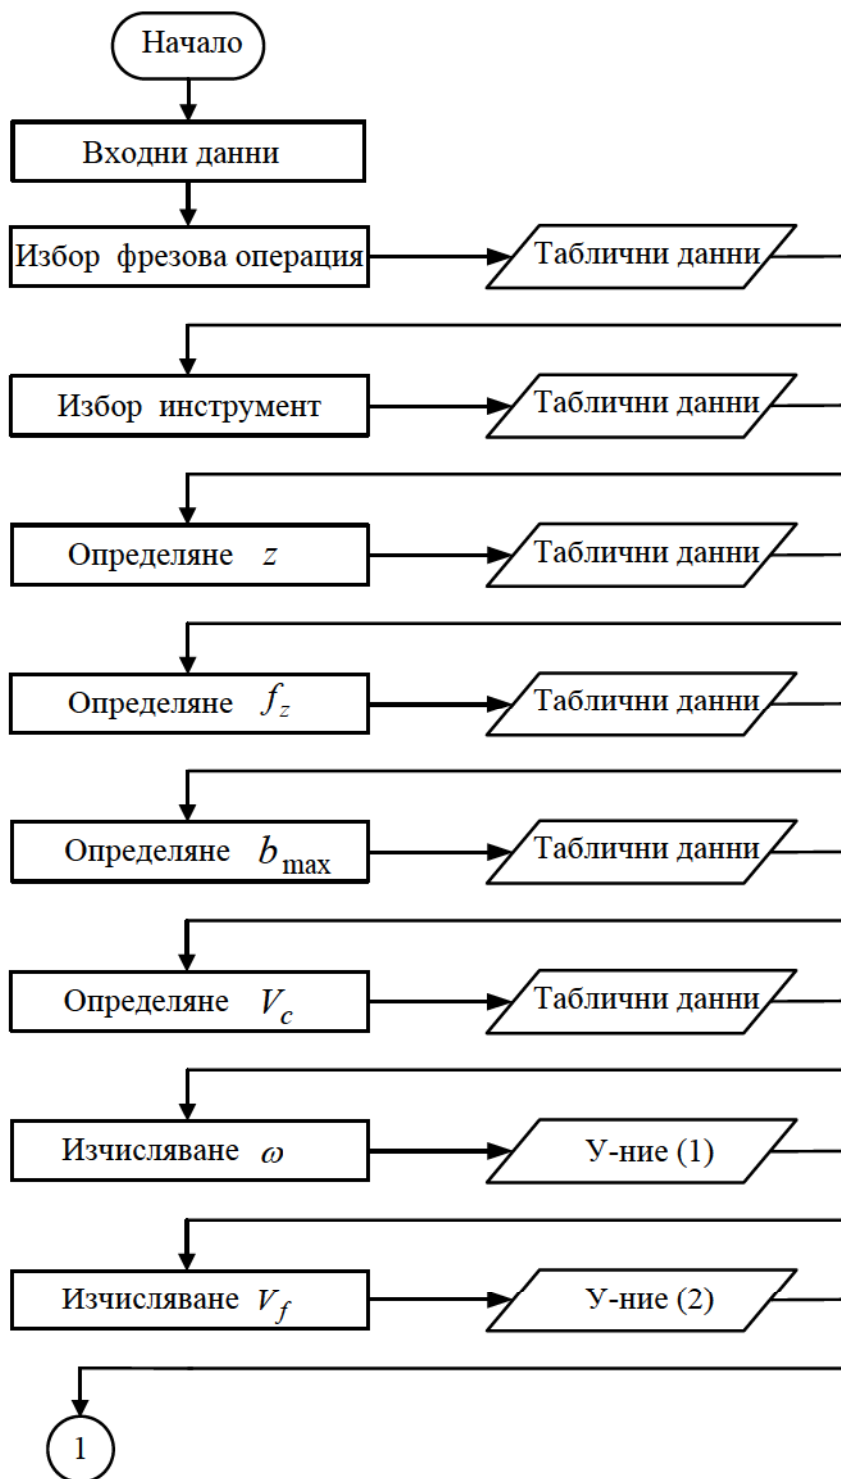 Начало
Входни данни
Избор фрезова операция
Таблични данни
Избор инструмент
Таблични данни
Определяне z
Таблични данни
Определяне f_z
Таблични данни
Определяне b_max
Таблични данни
Определяне V_c
Таблични данни
Изчисляване ω
У-ние (1)
Изчисляване V_f
У-ние (2)
1